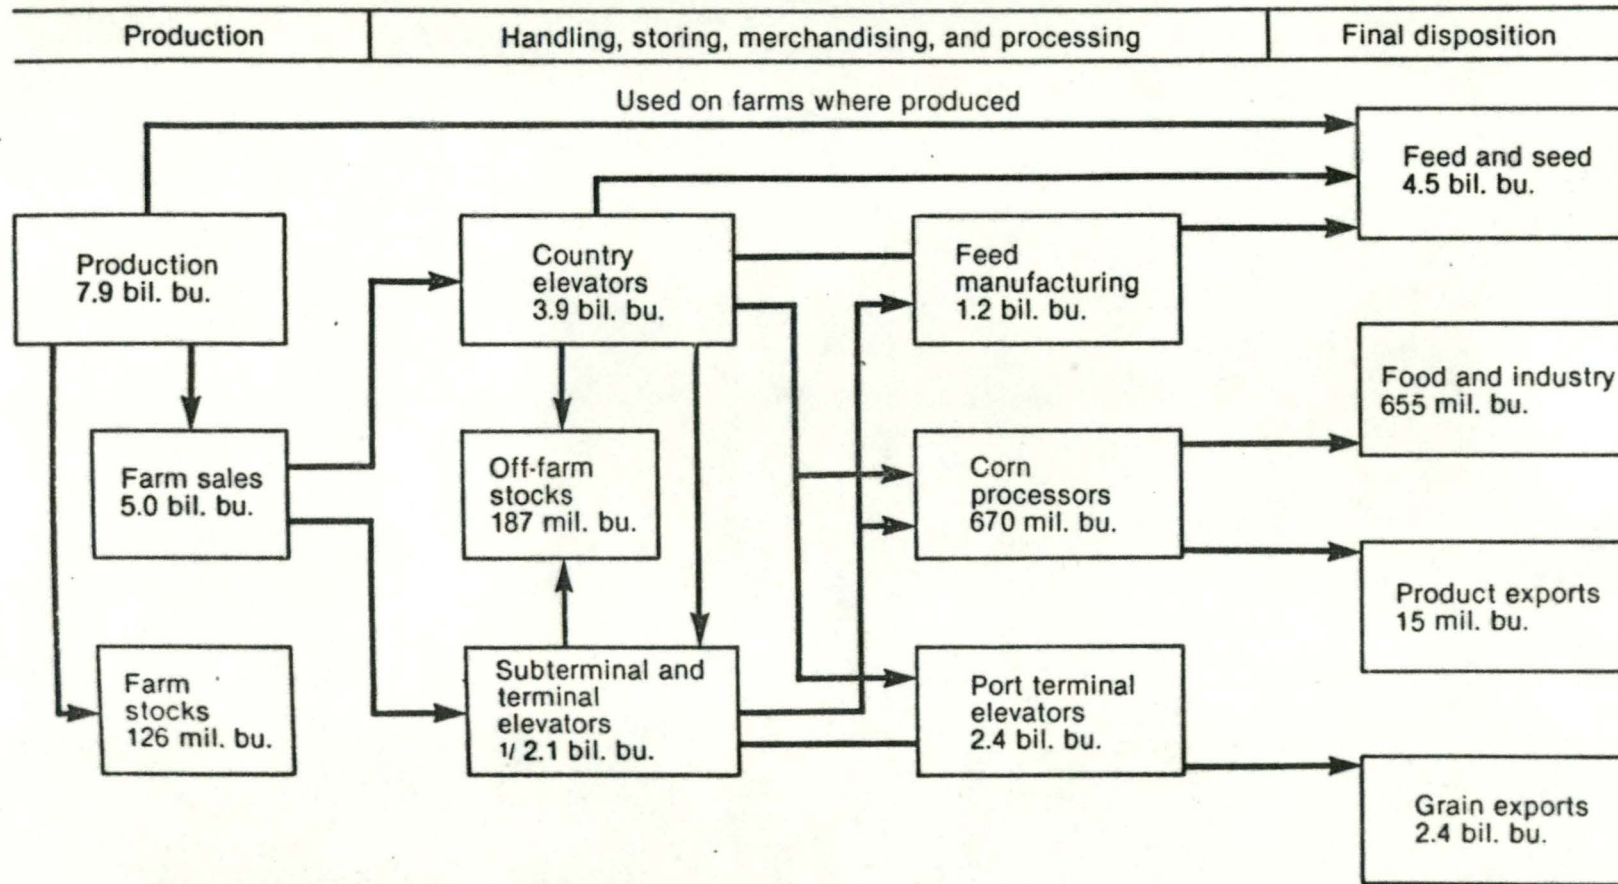 Production
Handling, storing, merchandising, and processing
Final disposition
Used on farms where produced
Feed and seed
4.5 bil. bu.
Production
7.9 bil. bu.
Country
elevators
3.9 bil. bu.
Feed
manufacturing
1.2 bil. bu.
Food and industry
655 mil. bu.
Farm sales
5.0 bil. bu.
Off-farm
stocks
187 mil. bu.
Corn
processors
670 mil. bu.
Product exports
15 mil. bu.
Farm
stocks
126 mil. bu.
Subterminal and
terminal
elevators
1/ 2.1 bil. bu.
Port terminal
elevators
2.4 bil. bu.
Grain exports
2.4 bil. bu.